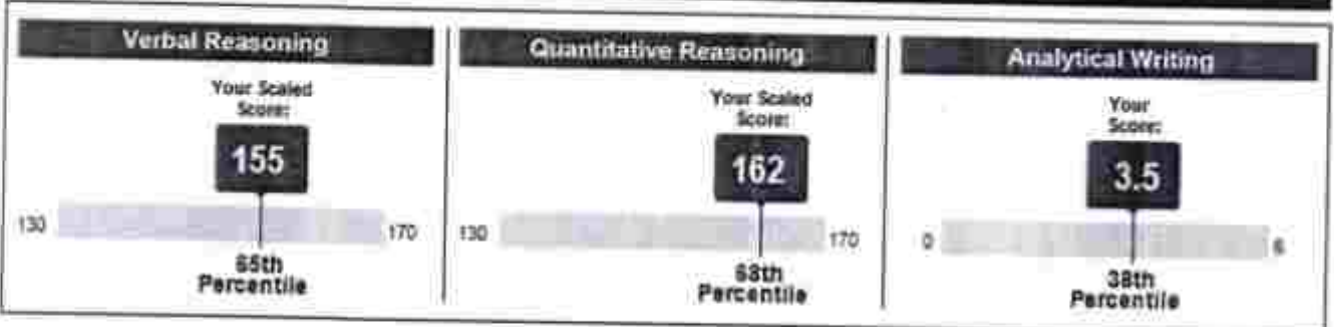 Verbal Reasoning
Your Scaled
Score:
155
130
170
65th
Percentile
Quantitative Reasoning
Your Scaled
Score:
162
130
170
68th
Percentile
Analytical Writing
Your
Score:
3.5
0
6
38th
Percentile